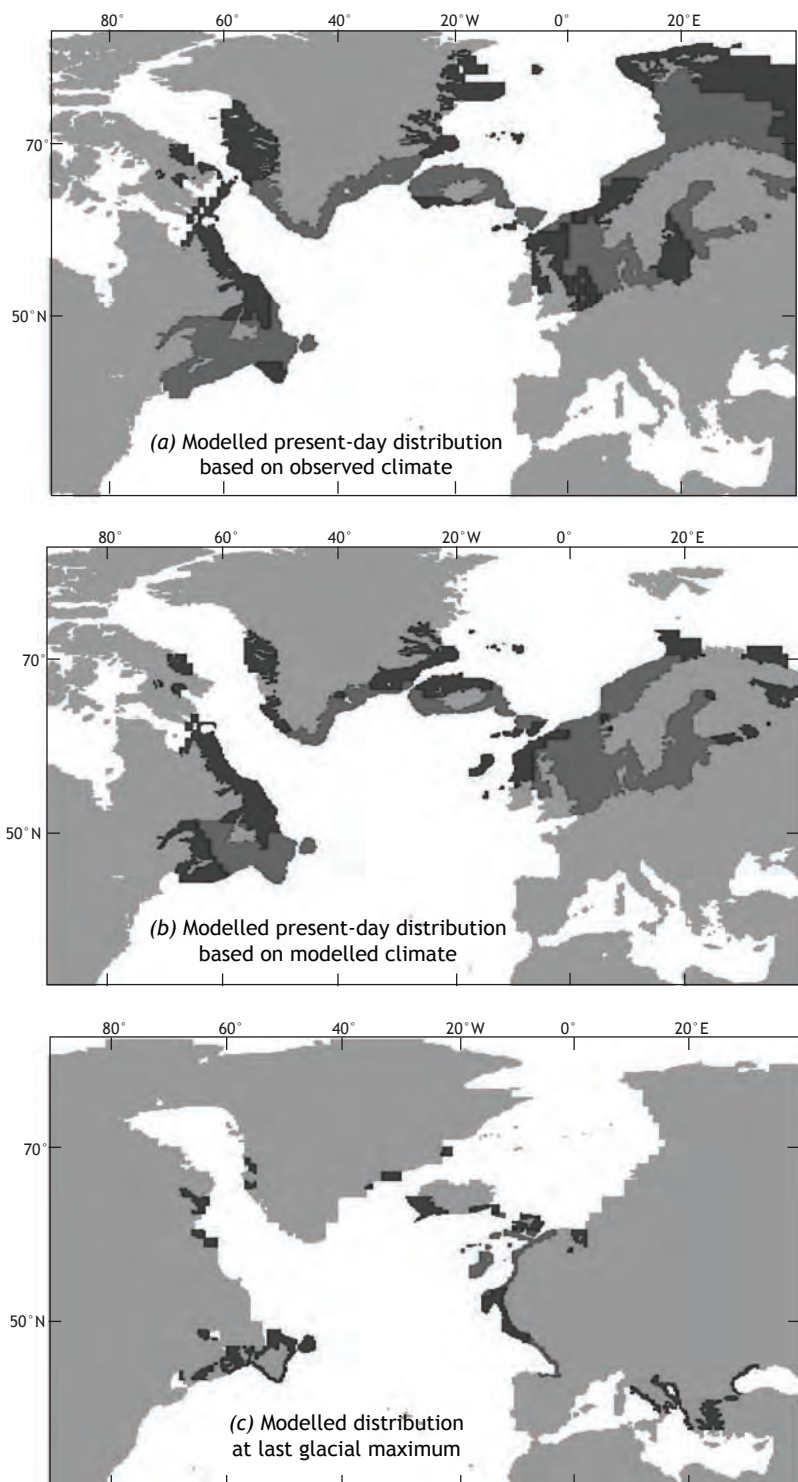 80° 60° 40° 20°W 0° 20°E
70°
50°N
(a) Modelled present-day distribution
based on observed climate
80° 60° 40° 20°W 0° 20°E
70°
50°N
(b) Modelled present-day distribution
based on modelled climate
80° 60° 40° 20°W 0° 20°E
70°
50°N
(c) Modelled distribution
at last glacial maximum